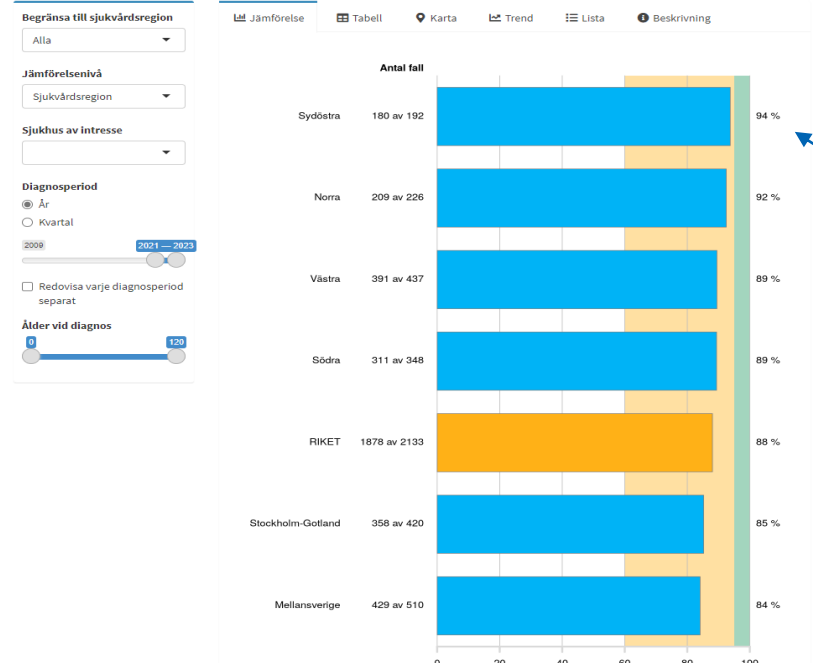 Begränsa till sjukvårdsregion
Alla
Jämförelsenivå
Sjukvårdsregion
Sjukhus av intresse
Diagnosperiod
År
Kvartal
2009
2021 — 2023
Redovisa varje diagnosperiod
separat
Ålder vid diagnos
0
120
Jämförelse Tabell Karta Trend Lista Beskrivning
Antal fall
Sydöstra 180 av 192 94 %
Norra 209 av 226 92 %
Västra 391 av 437 89 %
Södra 311 av 348 89 %
RIKET 1878 av 2133 88 %
Stockholm-Gotland 358 av 420 85 %
Mellansverige 429 av 510 84 %
0 20 40 60 80 100